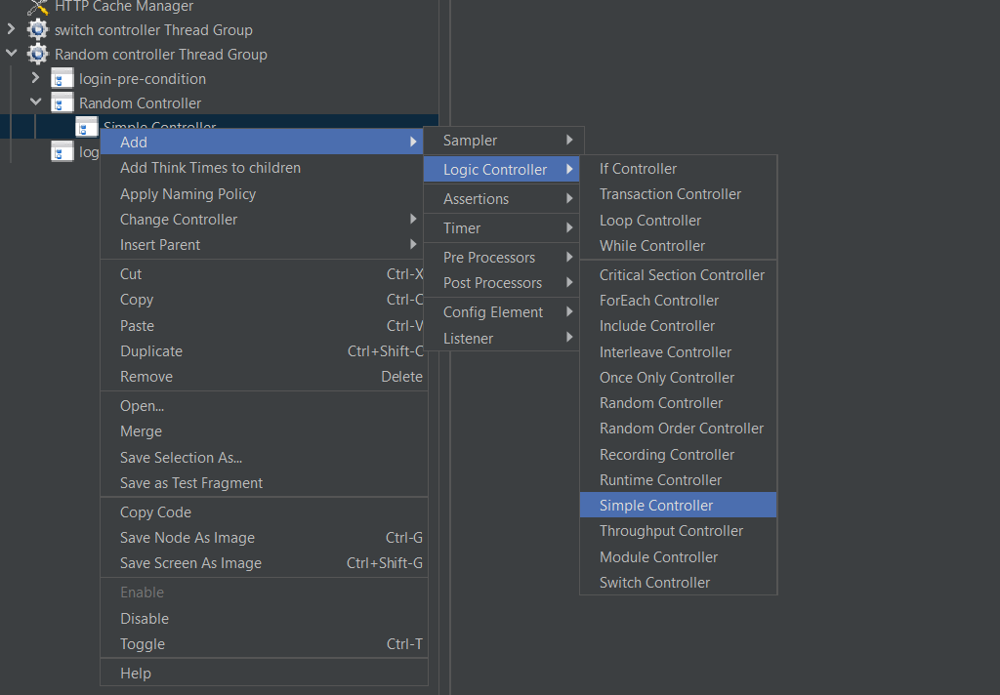 HTTP Cache Manager
switch controller Thread Group
Random controller Thread Group
login-pre-condition
Random Controller
Simple Controller
log
Add
Add Think Times to children
Apply Naming Policy
Change Controller
Insert Parent
Cut Ctrl-X
Copy Ctrl-C
Paste Ctrl-V
Duplicate Ctrl+Shift-C
Remove Delete
Open...
Merge
Save Selection As...
Save as Test Fragment
Copy Code
Save Node As Image Ctrl-G
Save Screen As Image Ctrl+Shift-G
Enable
Disable
Toggle Ctrl-T
Help
Sampler
Logic Controller
Assertions
Timer
Pre Processors
Post Processors
Config Element
Listener
If Controller
Transaction Controller
Loop Controller
While Controller
Critical Section Controller
ForEach Controller
Include Controller
Interleave Controller
Once Only Controller
Random Controller
Random Order Controller
Recording Controller
Runtime Controller
Simple Controller
Throughput Controller
Module Controller
Switch Controller